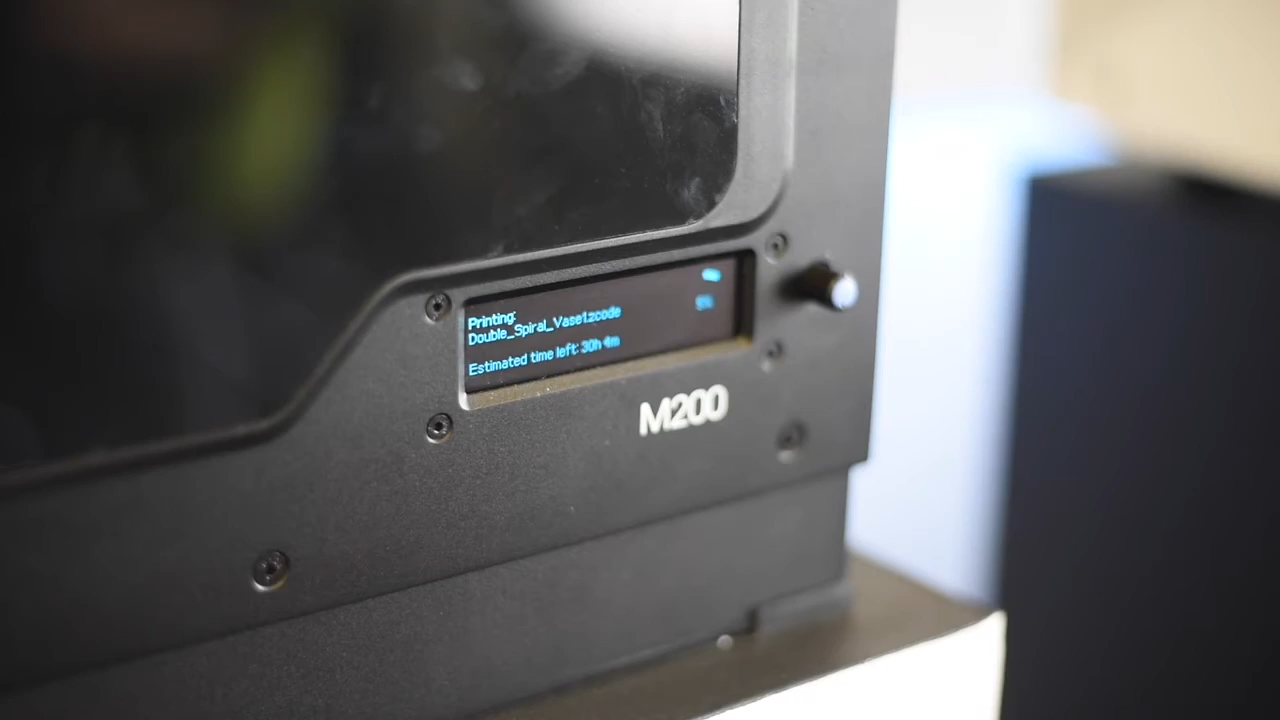 Printing:
Double_Spiral_Vase1.zcode
Estimated time left: 30h 4m
M200